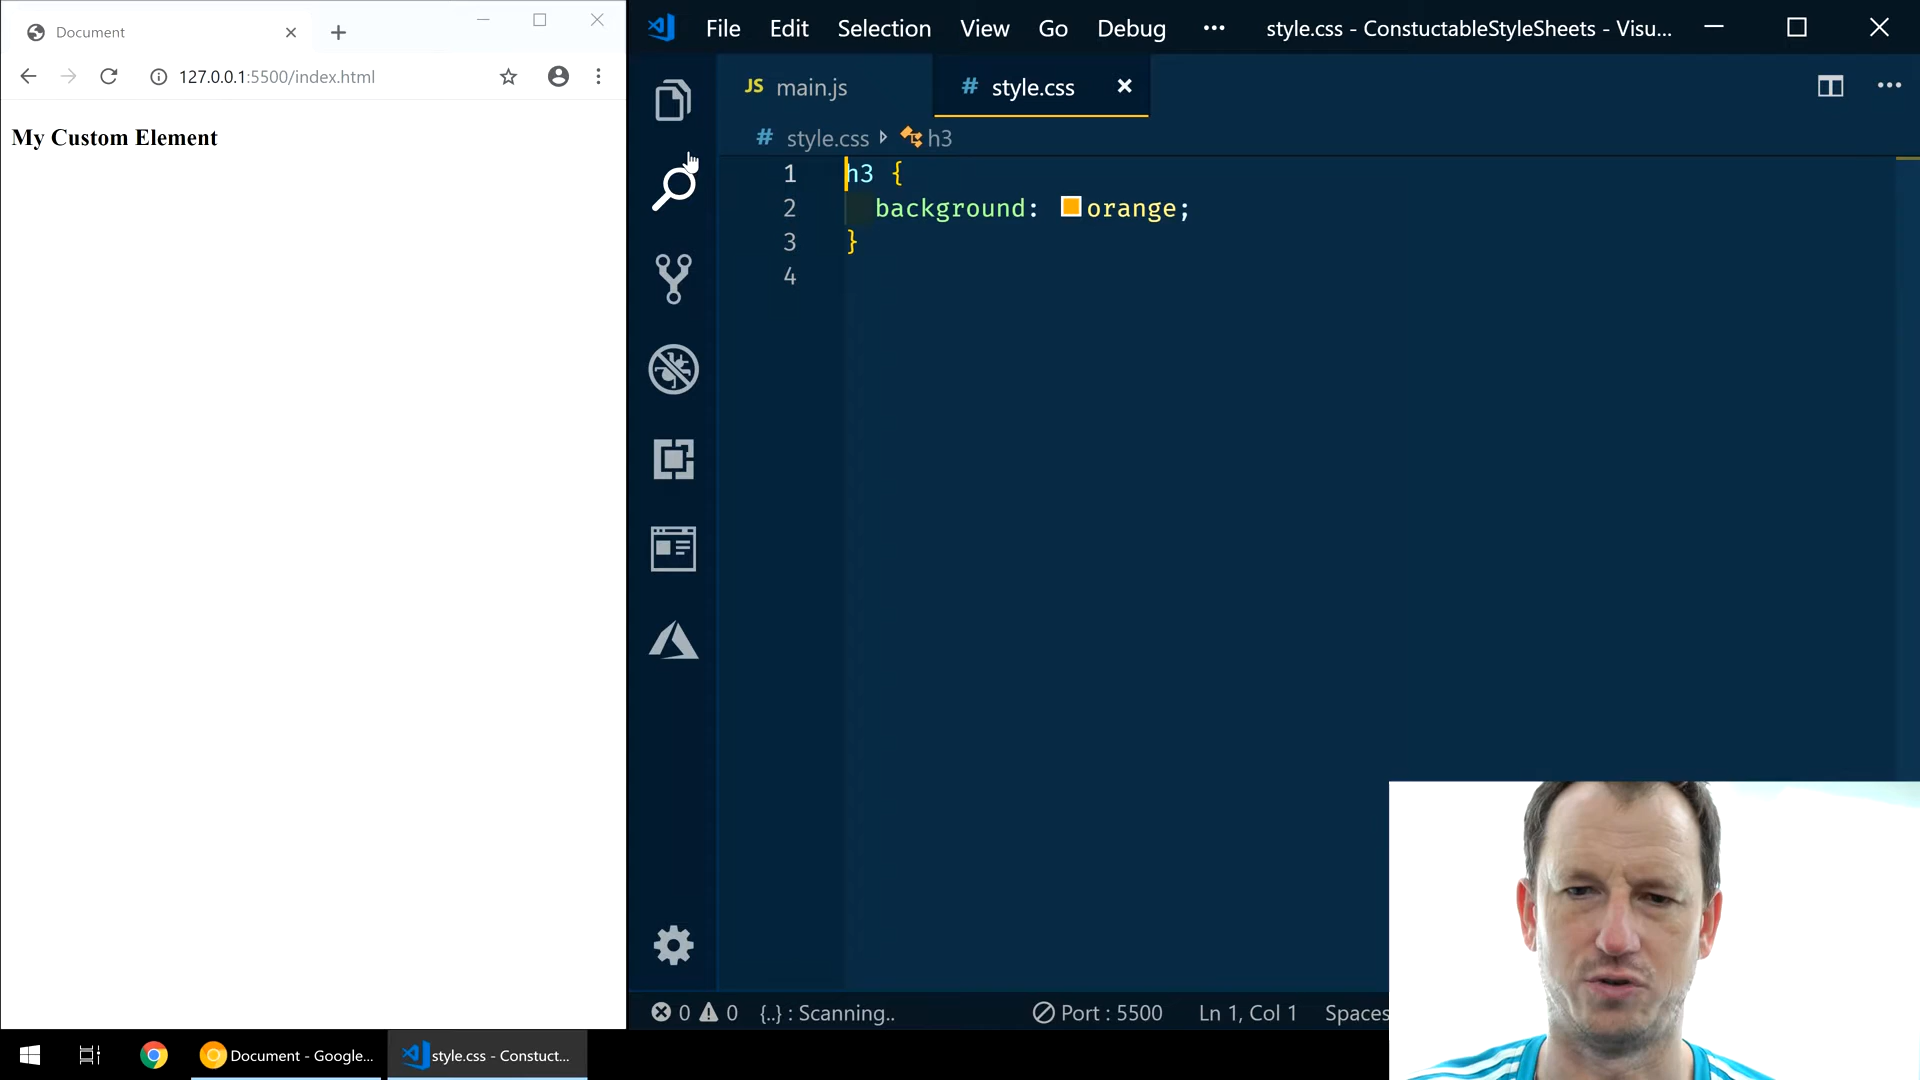 Document
127.0.0.1:5500/index.html
My Custom Element
File Edit Selection View Go Debug ··· style.css - ConstuctableStyleSheets - Visu...
JS main.js
# style.css
# style.css h3
1 h3 {
2 background: orange;
3 }
4
0 0 {..} : Scanning..
Port : 5500
Ln 1, Col 1
Spaces
Document - Google...
style.css - Constuct...